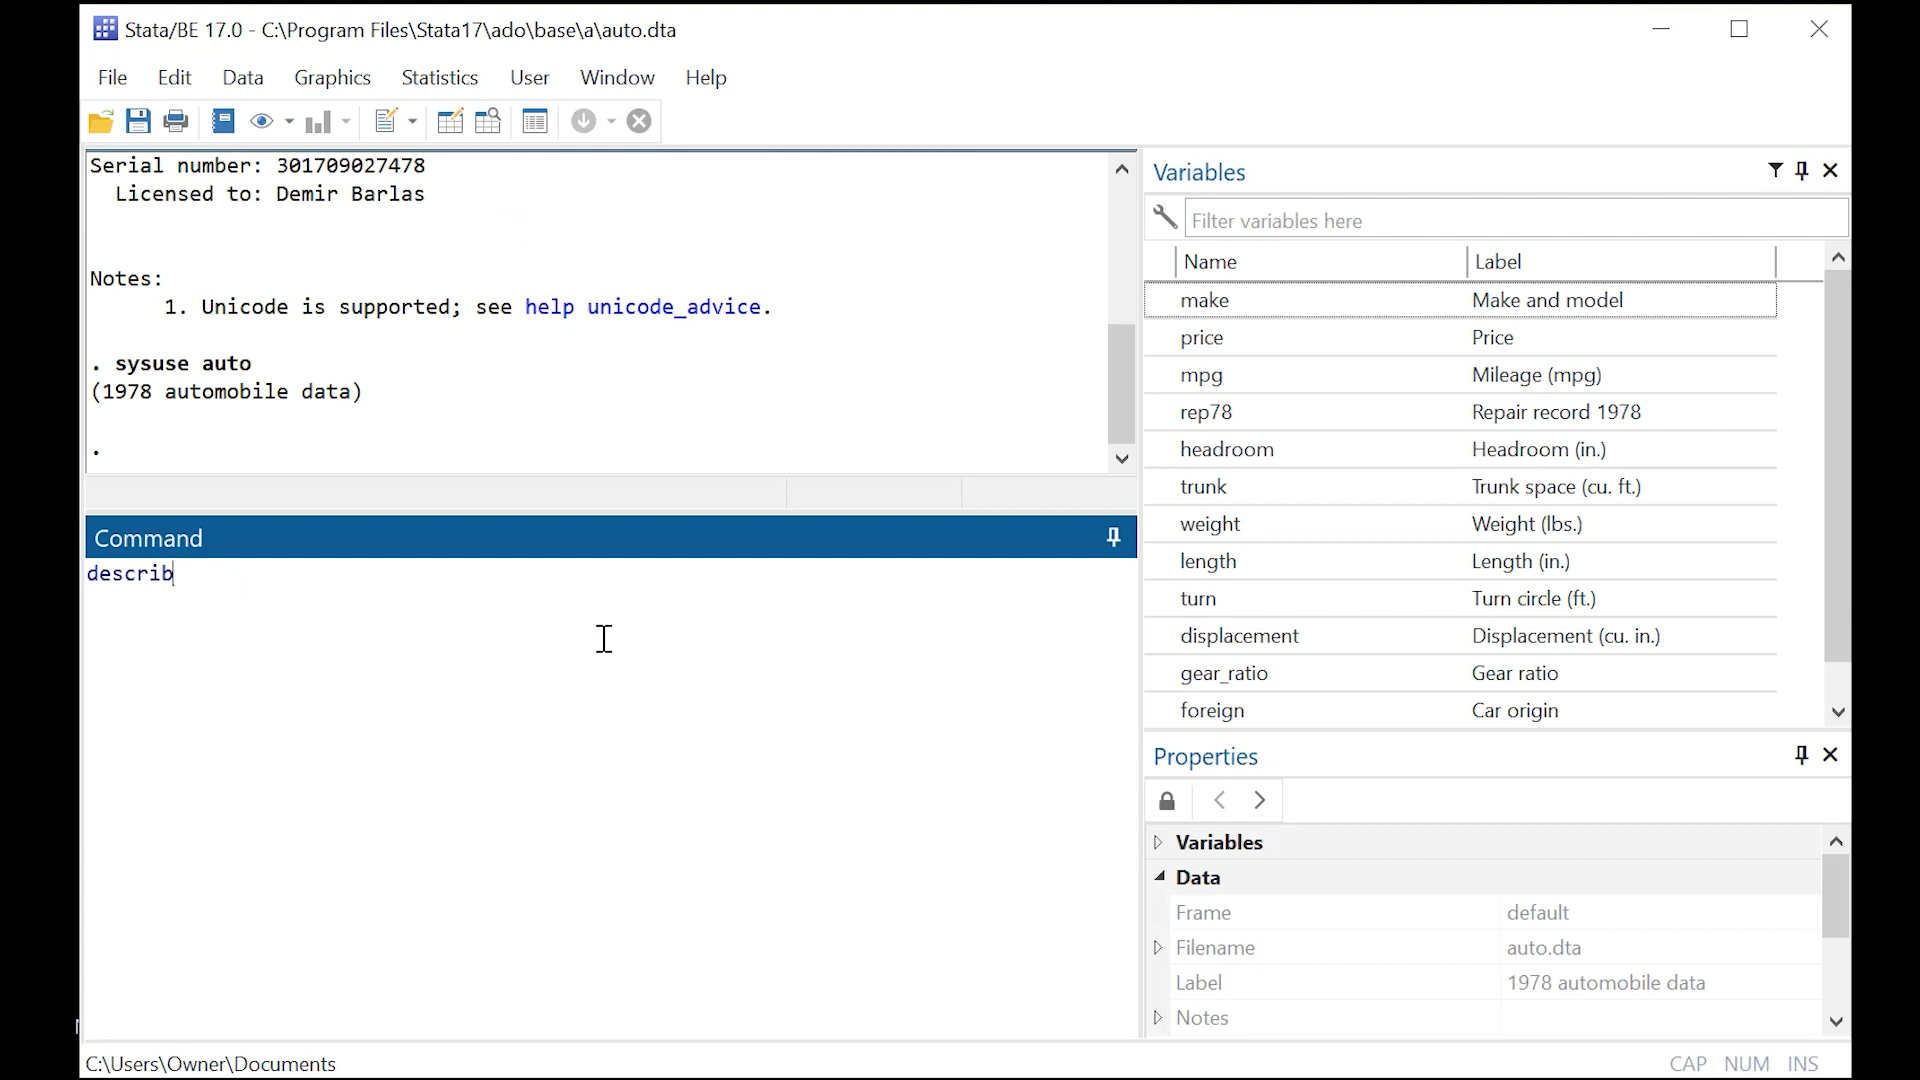 Stata/BE 17.0 - C:\Program Files\Stata17\ado\base\a\auto.dta
File Edit Data Graphics Statistics User Window Help
Serial number: 301709027478
Licensed to: Demir Barlas
Notes:
1. Unicode is supported; see help unicode_advice.
. sysuse auto
(1978 automobile data)
.
Command
describ
Variables
Filter variables here
Name Label
make Make and model
price Price
mpg Mileage (mpg)
rep78 Repair record 1978
headroom Headroom (in.)
trunk Trunk space (cu. ft.)
weight Weight (lbs.)
length Length (in.)
turn Turn circle (ft.)
displacement Displacement (cu. in.)
gear_ratio Gear ratio
foreign Car origin
Properties
Variables
Data
Frame default
Filename auto.dta
Label 1978 automobile data
Notes
C:\Users\Owner\Documents
CAP NUM INS